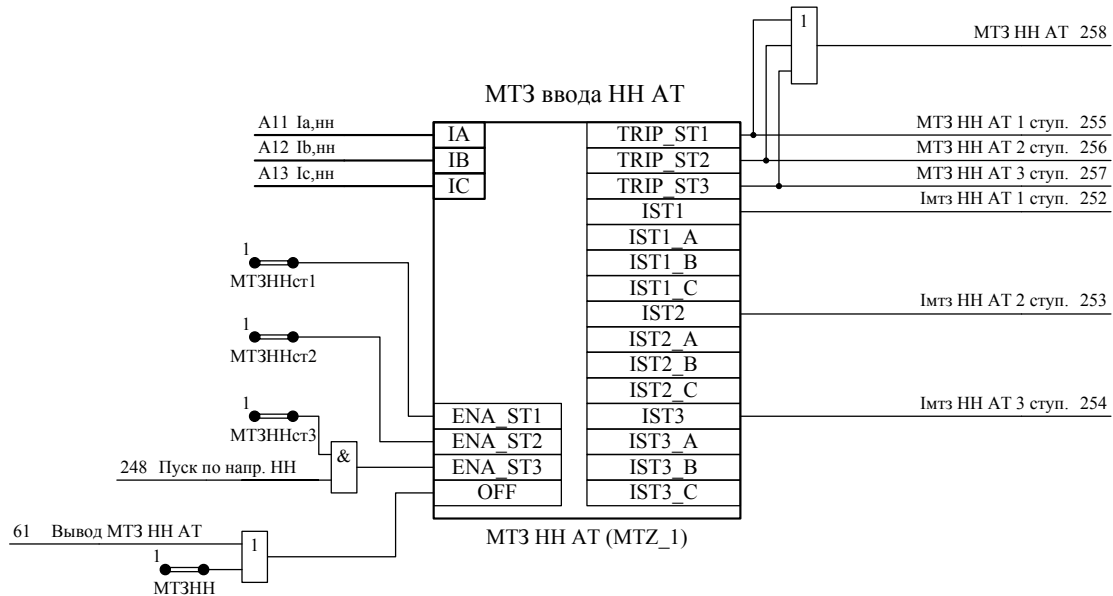 1
МТЗ НН АТ 258
МТЗ ввода НН АТ
A11 Ia,нн
IA
TRIP_ST1
МТЗ НН АТ 1 ступ. 255
A12 Ib,нн
IB
TRIP_ST2
МТЗ НН АТ 2 ступ. 256
A13 Ic,нн
IC
TRIP_ST3
МТЗ НН АТ 3 ступ. 257
IST1
Iмтз НН АТ 1 ступ. 252
IST1_A
1
IST1_B
МТЗННст1
IST1_C
IST2
Iмтз НН АТ 2 ступ. 253
1
IST2_A
МТЗННст2
IST2_B
IST2_C
1
ENA_ST1
IST3
Iмтз НН АТ 3 ступ. 254
МТЗННст3
ENA_ST2
IST3_A
248 Пуск по напр. НН
&
ENA_ST3
IST3_B
OFF
IST3_C
61 Вывод МТЗ НН АТ
1
МТЗ НН АТ (MTZ_1)
1
МТЗНН